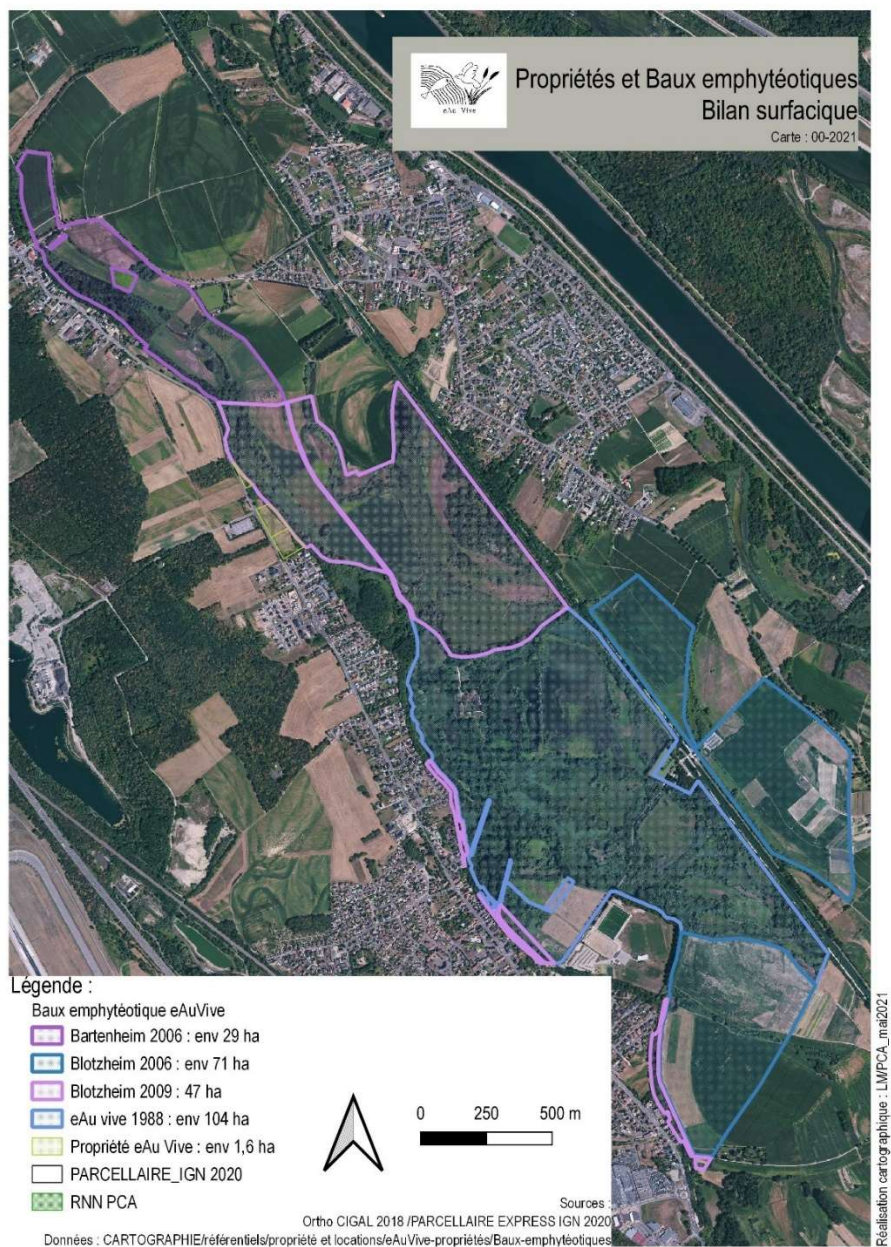 Propriétés et Baux emphytéotiques
Bilan surfacique
Carte : 00-2021
eAu Vive
Légende :
Baux emphytéotique eAuVive
Bartenheim 2006 : env 29 ha
Blotzheim 2006 : env 71 ha
Blotzheim 2009 : 47 ha
eAu vive 1988 : env 104 ha
Propriété eAu Vive : env 1,6 ha
PARCELLAIRE_IGN 2020
RNN PCA
0 250 500 m
Sources :
Ortho CIGAL 2018 /PARCELLAIRE EXPRESS IGN 2020
Données : CARTOGRAPHIE/référentiels/propriété et locations/eAuVive-propriétés/Baux-emphytéotiques
Réalisation cartographique : LM/PCA_mai2021